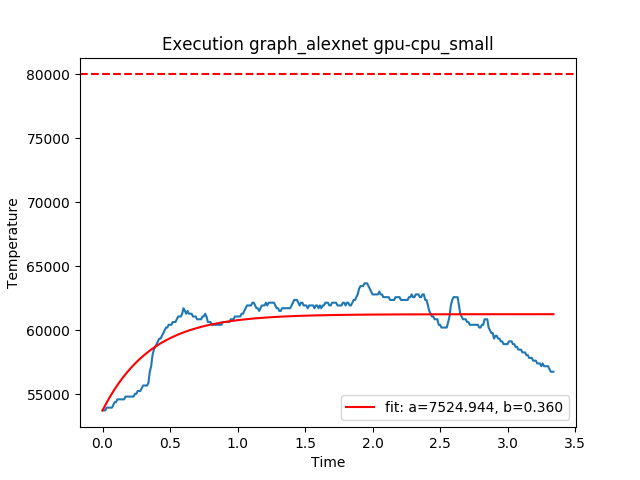 Execution graph_alexnet gpu-cpu_small
Temperature
80000
75000
70000
65000
60000
55000
fit: a=7524.944, b=0.360
0.0 0.5 1.0 1.5 2.0 2.5 3.0 3.5
Time